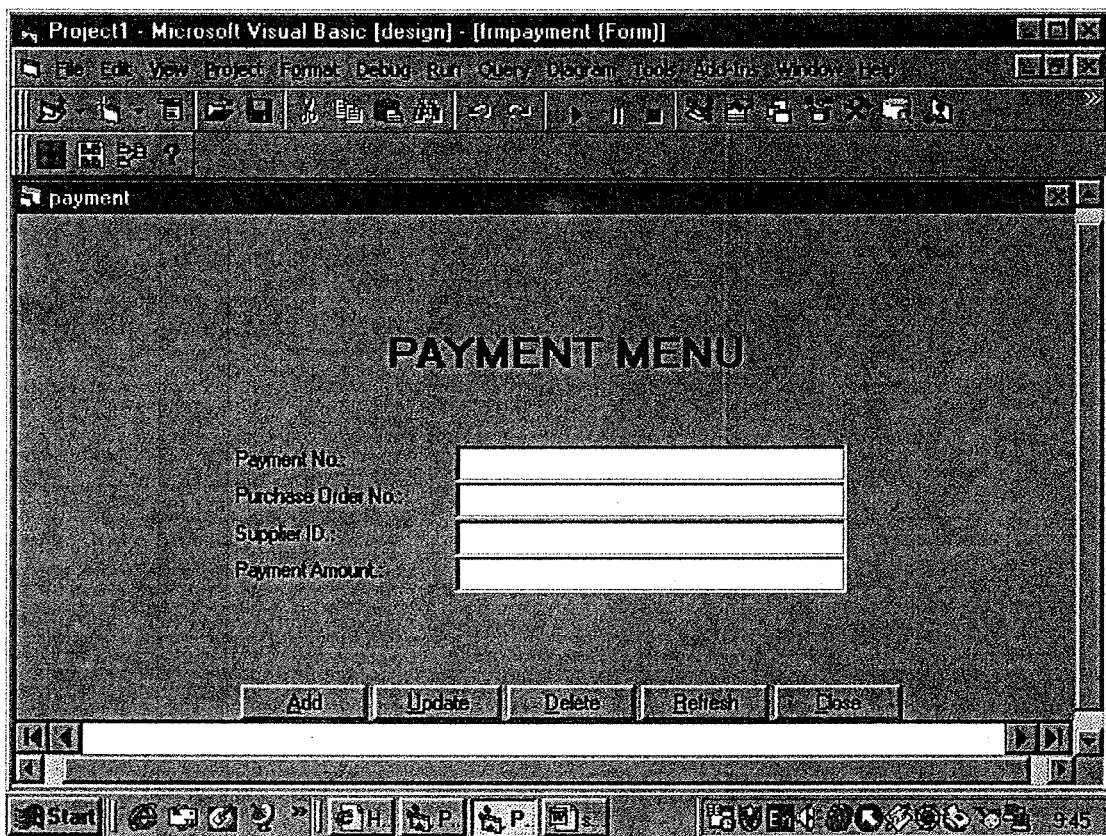 Project1 - Microsoft Visual Basic [design] - [frmpayment (Form)]
File Edit View Project Format Debug Run Query Diagram Tools Add-Ins Window Help
payment
PAYMENT MENU
Payment No.:
Purchase Order No.:
Supplier ID.:
Payment Amount.:
Add Update Delete Refresh Close
Start H. P. P. s. 9:45